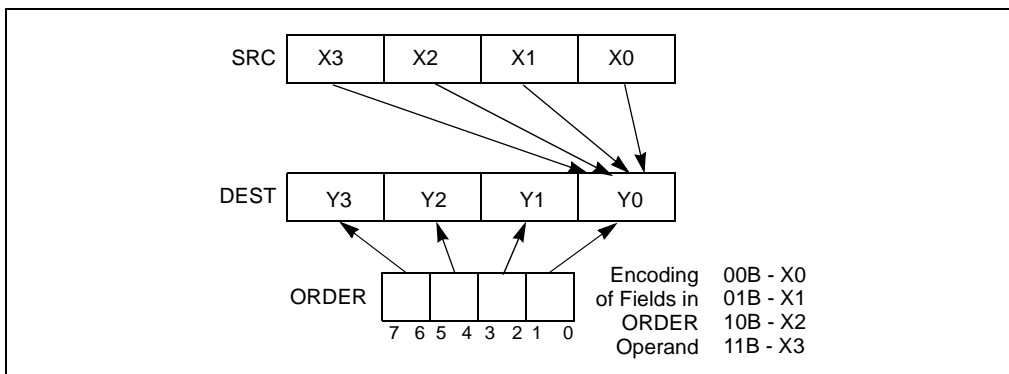 SRC X3 X2 X1 X0
DEST Y3 Y2 Y1 Y0
ORDER
7 6 5 4 3 2 1 0
Encoding 00B - X0
of Fields in 01B - X1
ORDER 10B - X2
Operand 11B - X3